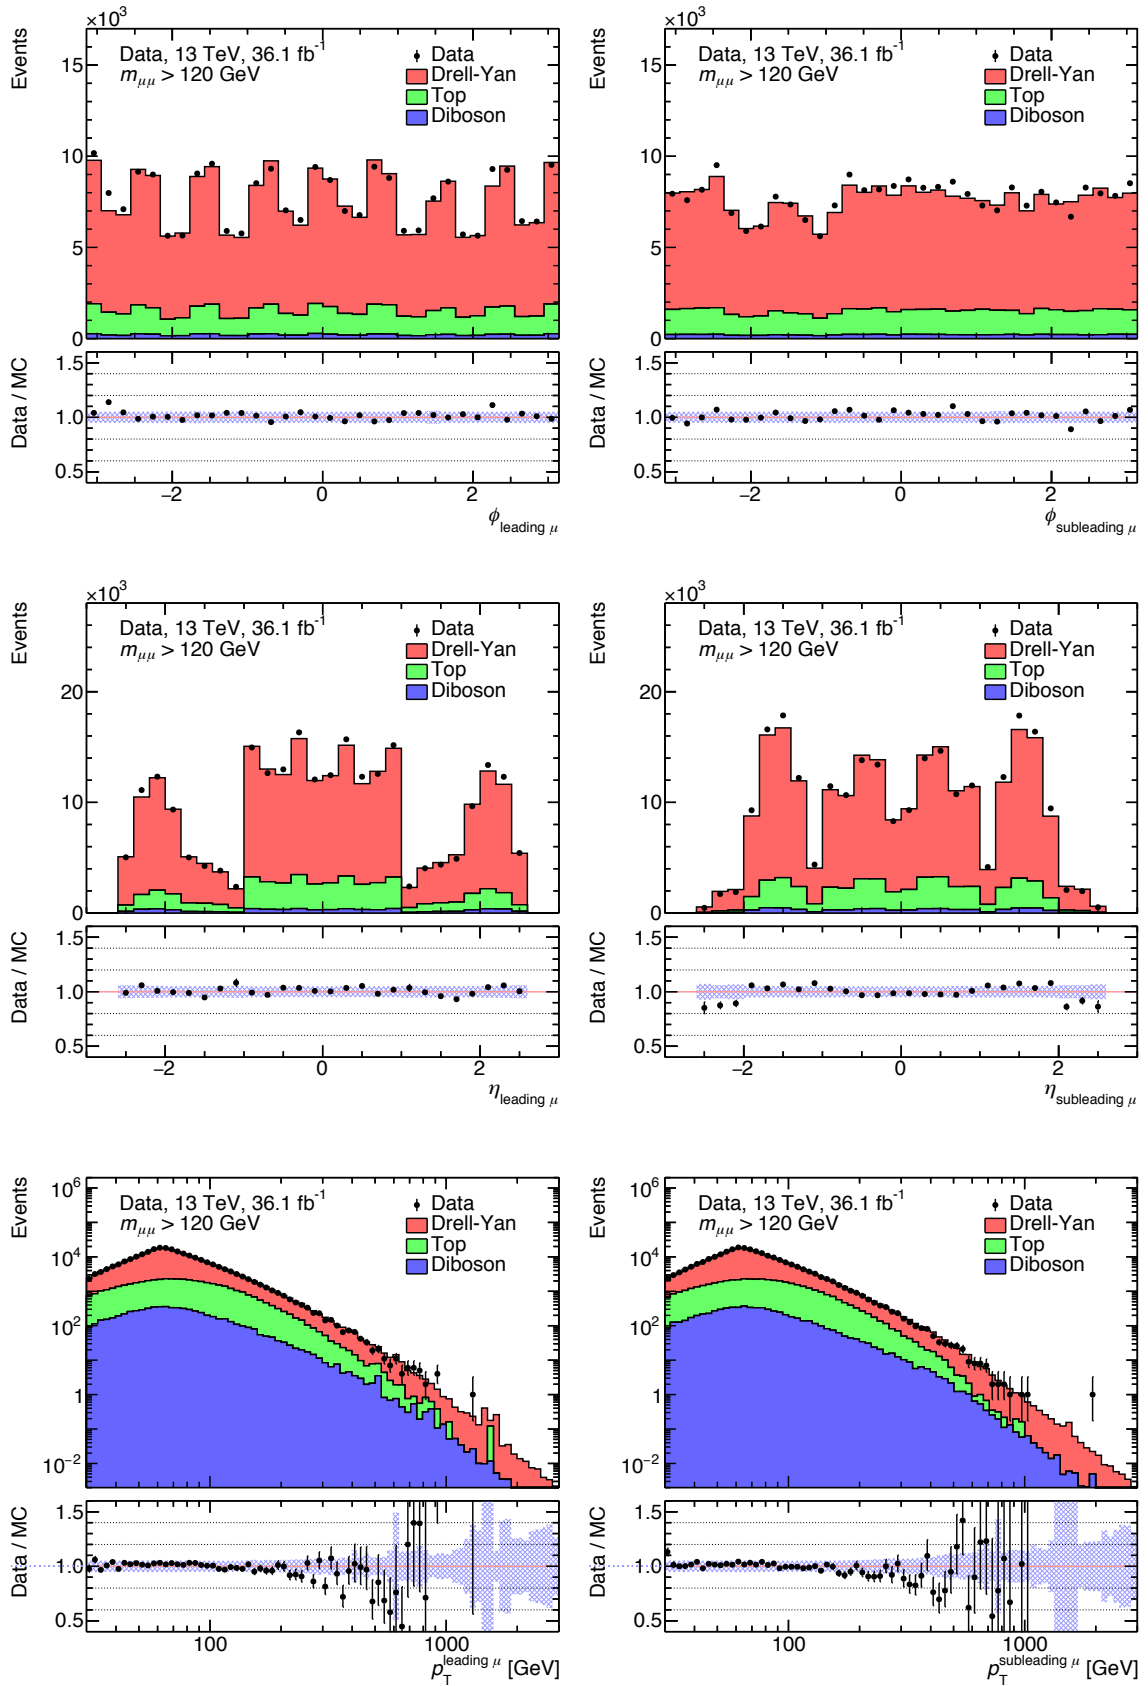 ×10³
Events
15
10
5
0
Data, 13 TeV, 36.1 fb⁻¹
m_μμ > 120 GeV
Data
Drell-Yan
Top
Diboson
Data / MC
1.5
1.0
0.5
−2 0 2
ϕ_leading μ
×10³
Events
15
10
5
0
Data, 13 TeV, 36.1 fb⁻¹
m_μμ > 120 GeV
Data
Drell-Yan
Top
Diboson
Data / MC
1.5
1.0
0.5
−2 0 2
ϕ_subleading μ
×10³
Events
20
10
0
Data, 13 TeV, 36.1 fb⁻¹
m_μμ > 120 GeV
Data
Drell-Yan
Top
Diboson
Data / MC
1.5
1.0
0.5
−2 0 2
η_leading μ
×10³
Events
20
10
0
Data, 13 TeV, 36.1 fb⁻¹
m_μμ > 120 GeV
Data
Drell-Yan
Top
Diboson
Data / MC
1.5
1.0
0.5
−2 0 2
η_subleading μ
Events
10⁶
10⁴
10²
1
10⁻²
Data, 13 TeV, 36.1 fb⁻¹
m_μμ > 120 GeV
Data
Drell-Yan
Top
Diboson
Data / MC
1.5
1.0
0.5
100 1000
p_T^leading μ [GeV]
Events
10⁶
10⁴
10²
1
10⁻²
Data, 13 TeV, 36.1 fb⁻¹
m_μμ > 120 GeV
Data
Drell-Yan
Top
Diboson
Data / MC
1.5
1.0
0.5
100 1000
p_T^subleading μ [GeV]